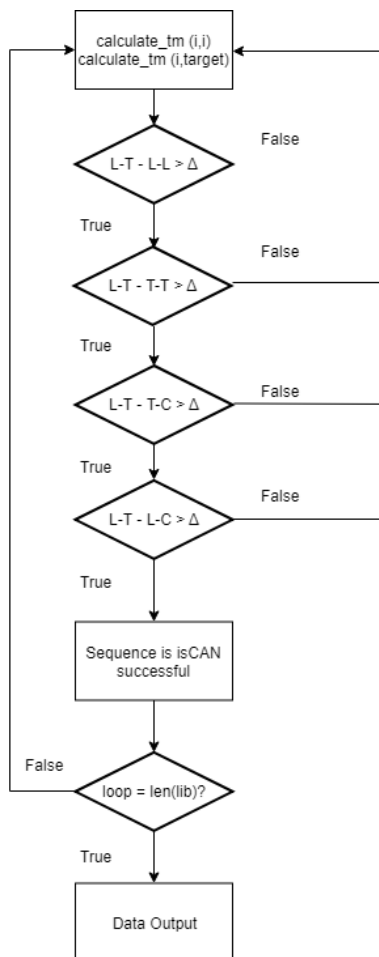 calculate_tm (i,i)
calculate_tm (i,target)
False
L-T - L-L > Δ
True
False
L-T - T-T > Δ
True
False
L-T - T-C > Δ
True
False
L-T - L-C > Δ
True
Sequence is isCAN
successful
False
loop = len(lib)?
True
Data Output